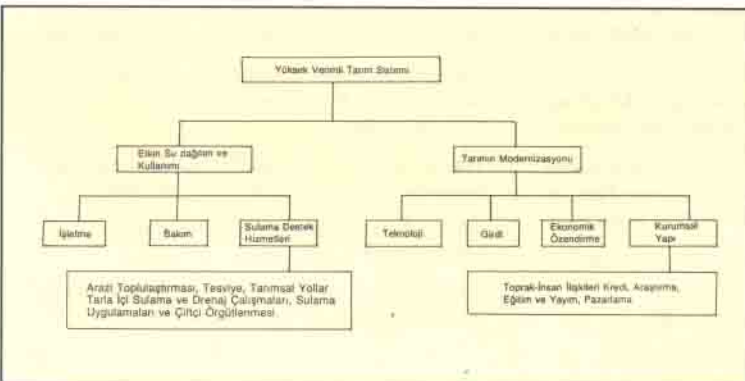 Yüksek Verimli Tarım Sistemi
Etkin Su dağıtım ve
Kullanımı
Tarımın Modernizasyonu
İşletme
Bakım
Sulama Destek
Hizmetleri
Teknoloji
Girdi
Ekonomik
Özendirme
Kurumsal
Yapı
Arazi Toplulaştırması, Tesviye, Tarımsal Yollar
Tarla İçi Sulama ve Drenaj Çalışmaları, Sulama
Uygulamaları ve Çiftçi Örgütlenmesi
Toprak-İnsan İlişkileri Kredi, Araştırma,
Eğitim ve Yayım, Pazarlama